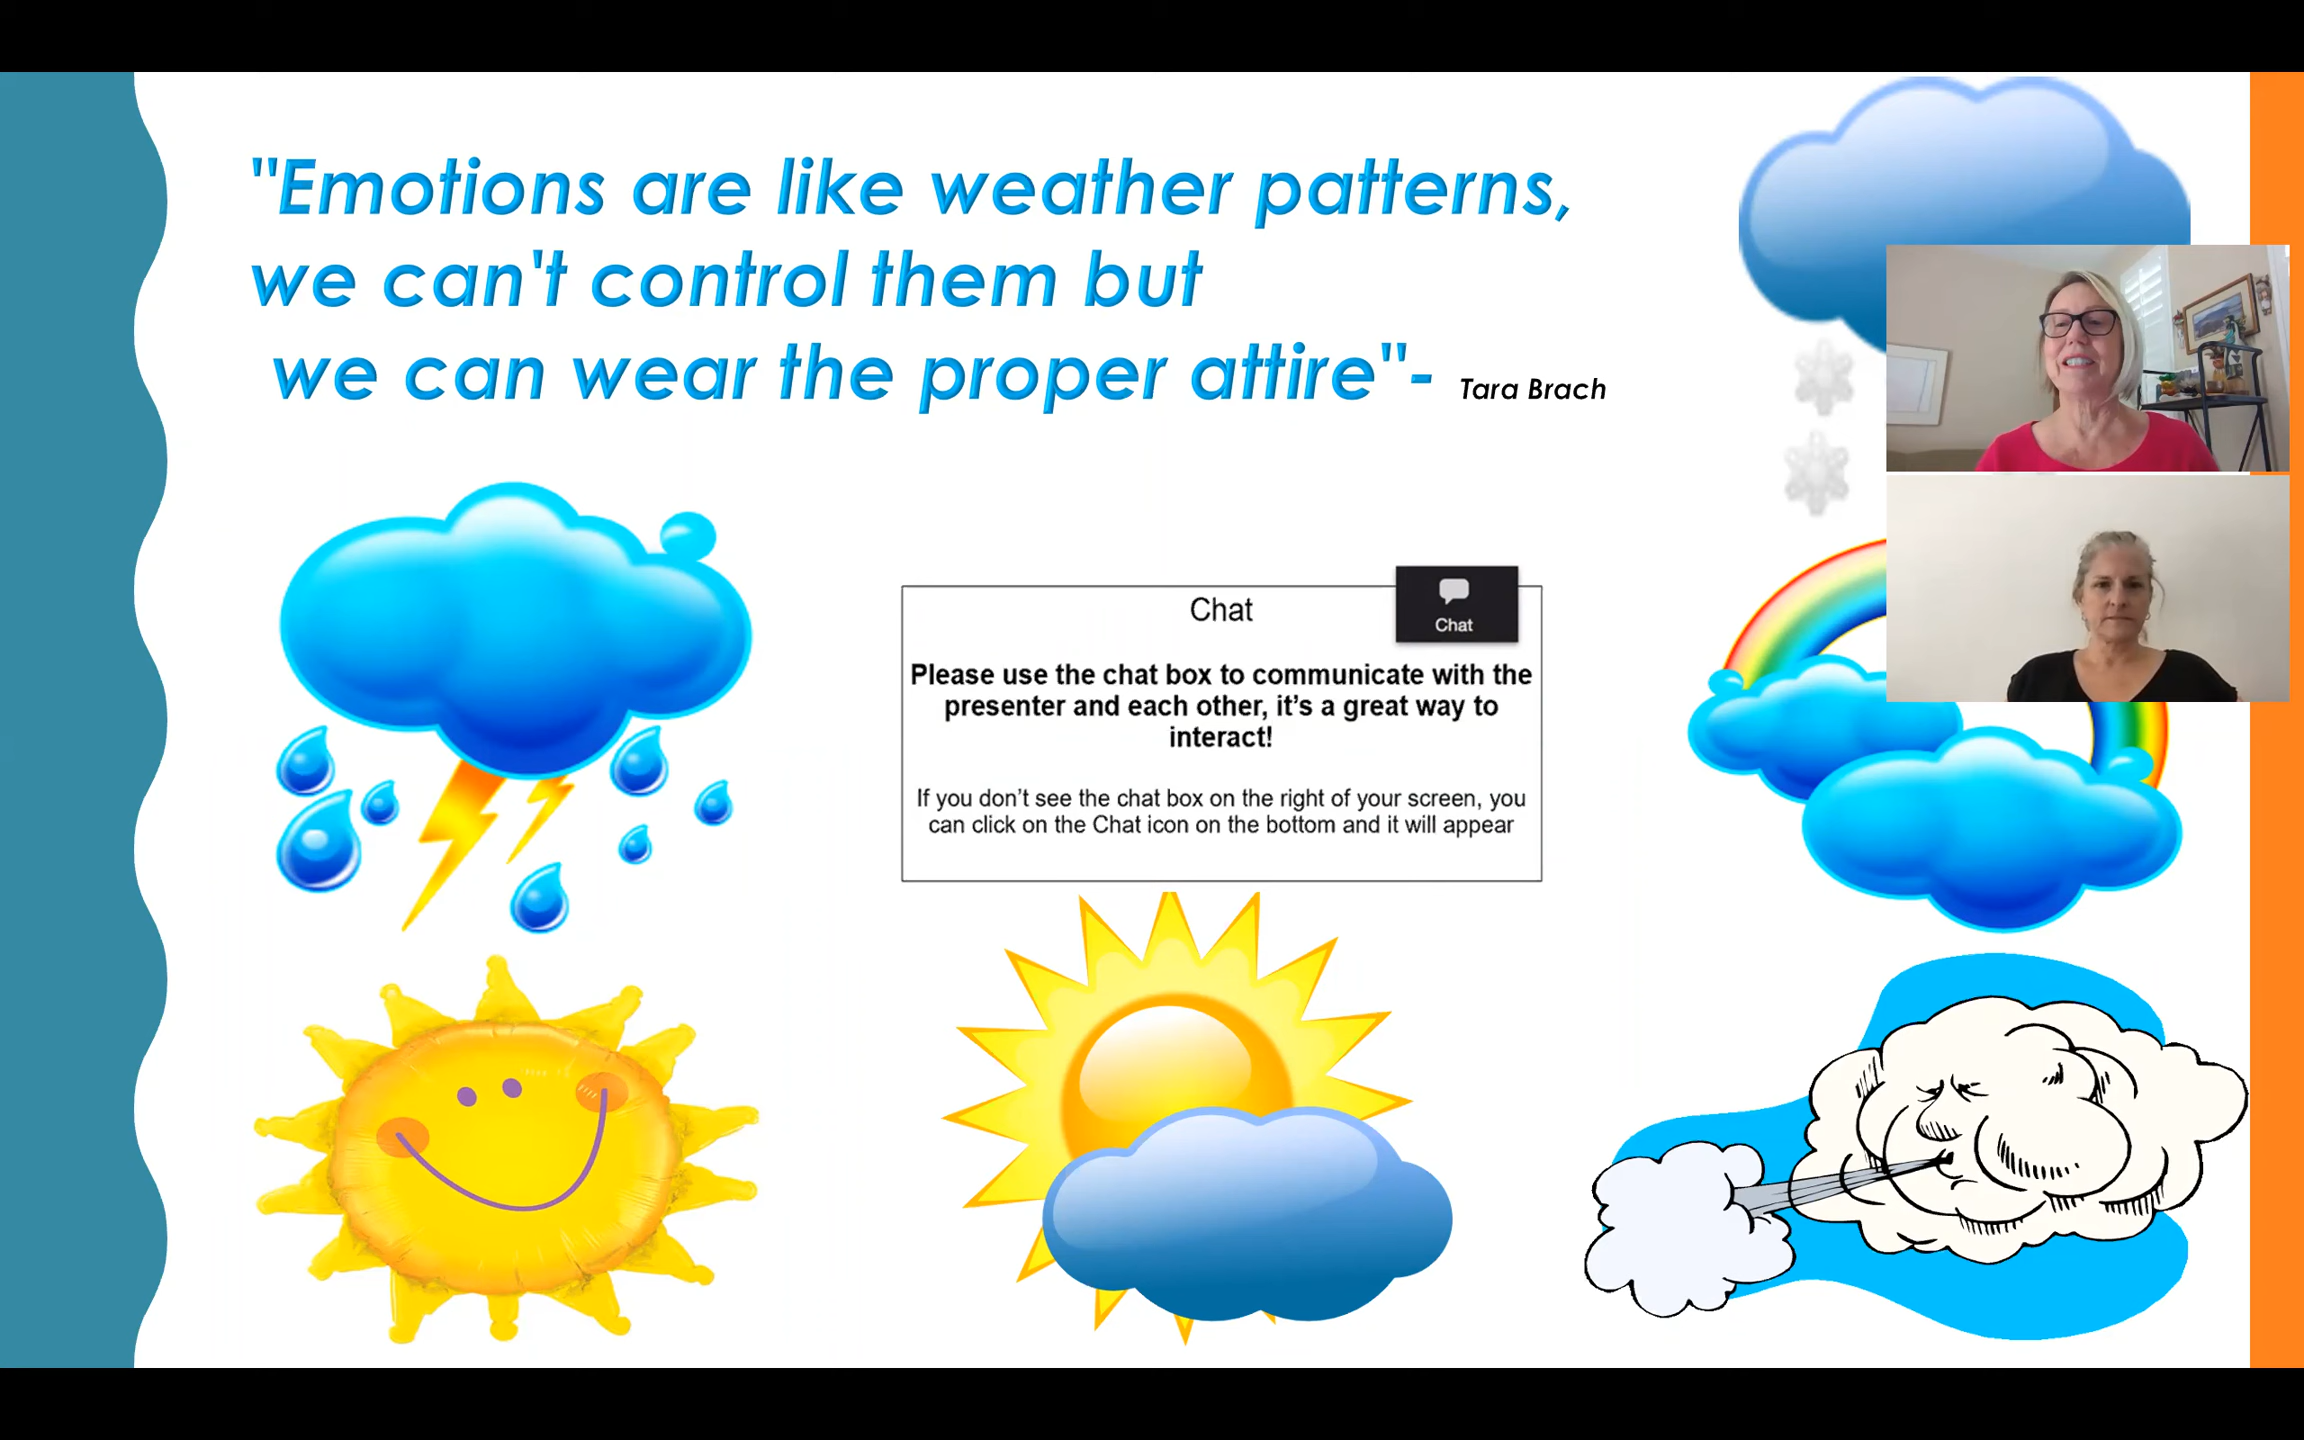 "Emotions are like weather patterns,
we can't control them but
we can wear the proper attire"- Tara Brach
Chat
Chat
Please use the chat box to communicate with the
presenter and each other, it’s a great way to
interact!
If you don’t see the chat box on the right of your screen, you
can click on the Chat icon on the bottom and it will appear